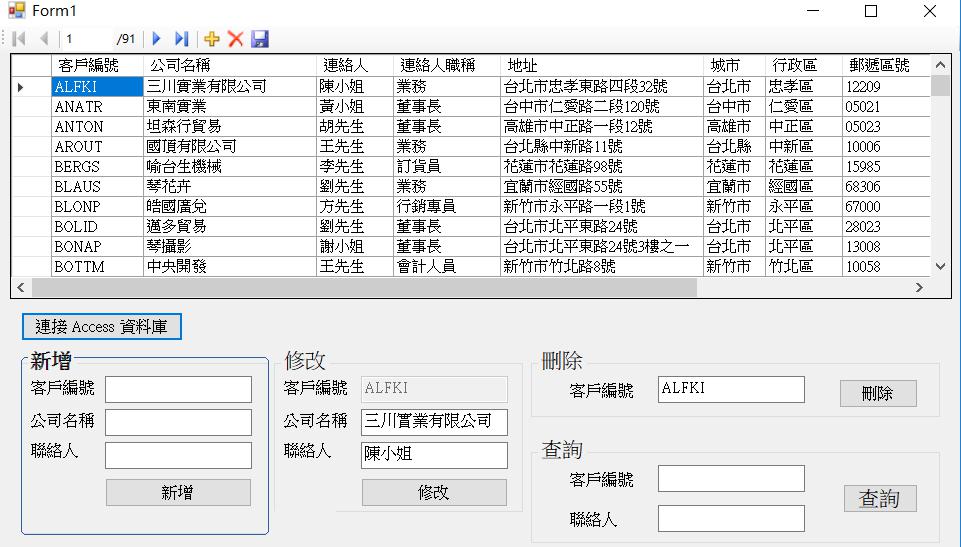 Form1
1 /91
客戶編號 公司名稱 連絡人 連絡人職稱 地址 城市 行政區 郵遞區號
ALFKI 三川實業有限公司 陳小姐 業務 台北市忠孝東路四段32號 台北市 忠孝區 12209
ANATR 東南實業 黃小姐 董事長 台中市仁愛路二段120號 台中市 仁愛區 05021
ANTON 坦森行貿易 胡先生 董事長 高雄市中正路一段12號 高雄市 中正區 05023
AROUT 國頂有限公司 王先生 業務 台北縣中新路11號 台北縣 中新區 10006
BERGS 喻台生機械 李先生 訂貨員 花蓮市花蓮路98號 花蓮市 花蓮區 15985
BLAUS 琴花卉 劉先生 業務 宜蘭市經國路55號 宜蘭市 經國區 68306
BLONP 皓國廣兌 方先生 行銷專員 新竹市永平路一段1號 新竹市 永平區 67000
BOLID 邁多貿易 劉先生 董事長 台北市北平東路24號 台北市 北平區 28023
BONAP 琴攝影 謝小姐 董事長 台北市北平東路24號3樓之一 台北市 北平區 13008
BOTTM 中央開發 王先生 會計人員 新竹市竹北路8號 新竹市 竹北區 10058
連接 Access 資料庫
新增
客戶編號
公司名稱
聯絡人
新增
修改
客戶編號 ALFKI
公司名稱 三川實業有限公司
聯絡人 陳小姐
修改
刪除
客戶編號 ALFKI 刪除
查詢
客戶編號
聯絡人
查詢